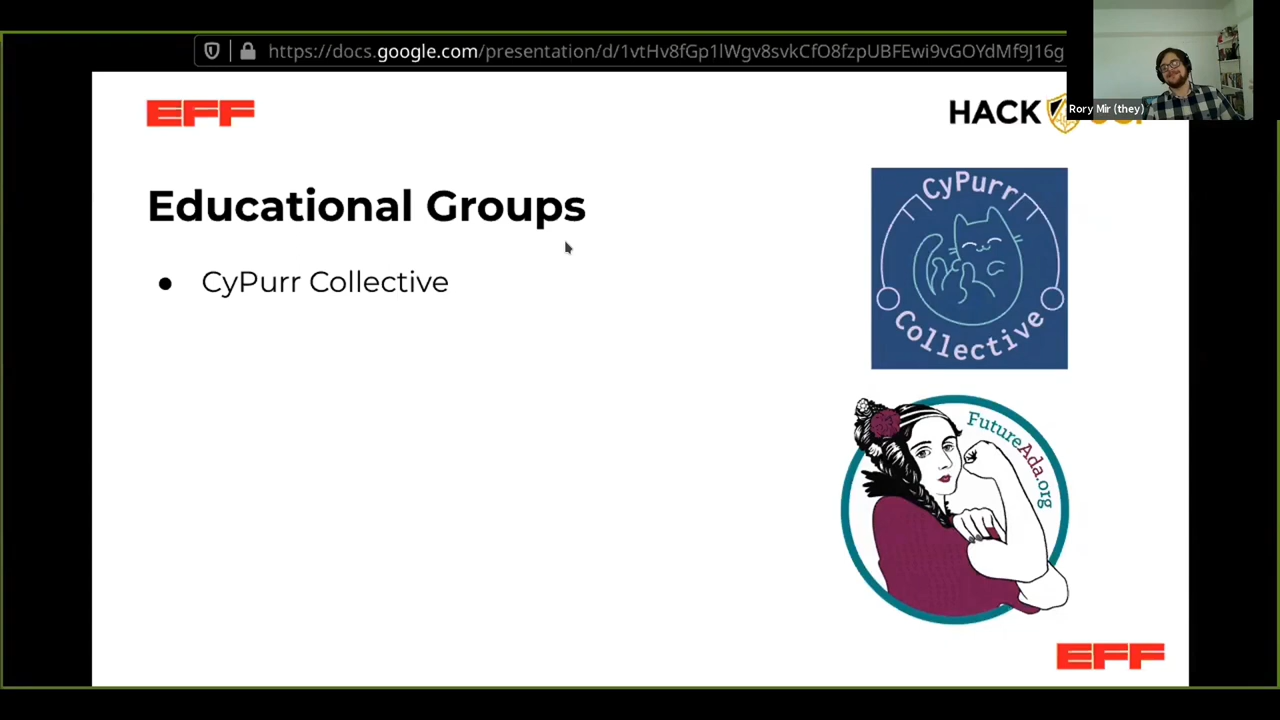 https://docs.google.com/presentation/d/1vtHv8fGp1lWgv8svkCfO8fzpUBFEwi9vGOYdMf9J16g
Rory Mir (they)
EFF
HACK
Educational Groups
CyPurr Collective
CyPurr
Collective
FutureAda.org
EFF